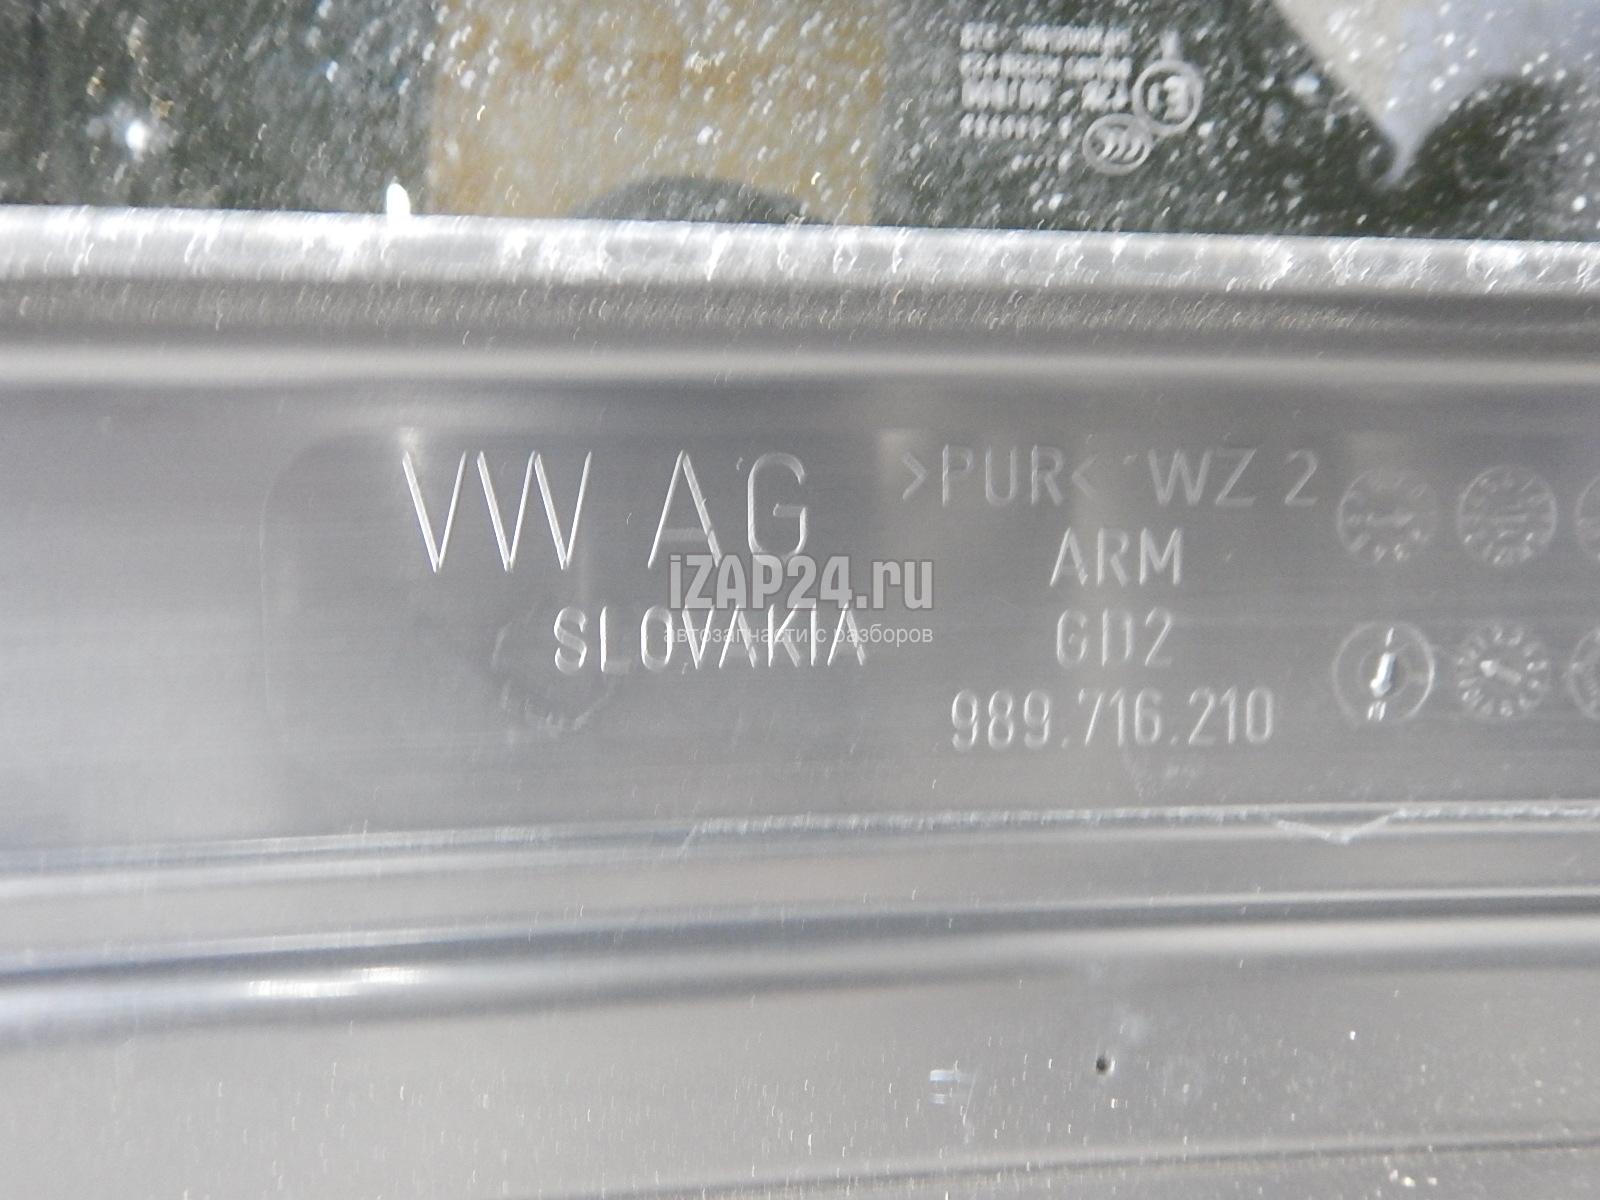 VW AG
SLOVAKIA
>PUR< WZ 2
ARM
GD2
989.716.210
iZAP24.ru
автозапчасти с разборов